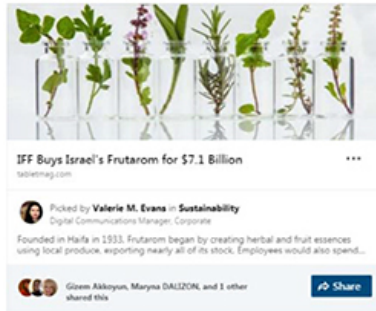 IFF Buys Israel's Frutarom for $7.1 Billion
tabletmag.com
Picked by Valerie M. Evans in Sustainability
Digital Communications Manager, Corporate
Founded in Haifa in 1933, Frutarom began by creating herbal and fruit essences
using local produce, exporting nearly all of its stock. Employees would also spend...
Gizem Akkoyun, Maryna DALIZON, and 1 other
shared this
Share